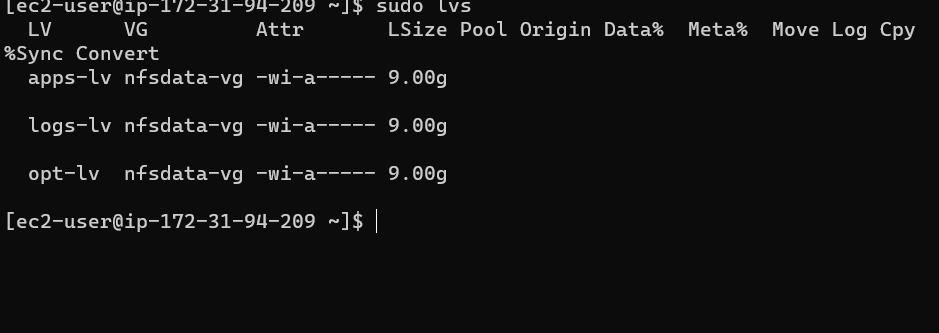 [ec2-user@ip-172-31-94-209 ~]$ sudo lvs
  LV      VG         Attr       LSize Pool Origin Data%  Meta%  Move Log Cpy
%Sync Convert
  apps-lv nfsdata-vg -wi-a----- 9.00g
  logs-lv nfsdata-vg -wi-a----- 9.00g
  opt-lv  nfsdata-vg -wi-a----- 9.00g
[ec2-user@ip-172-31-94-209 ~]$